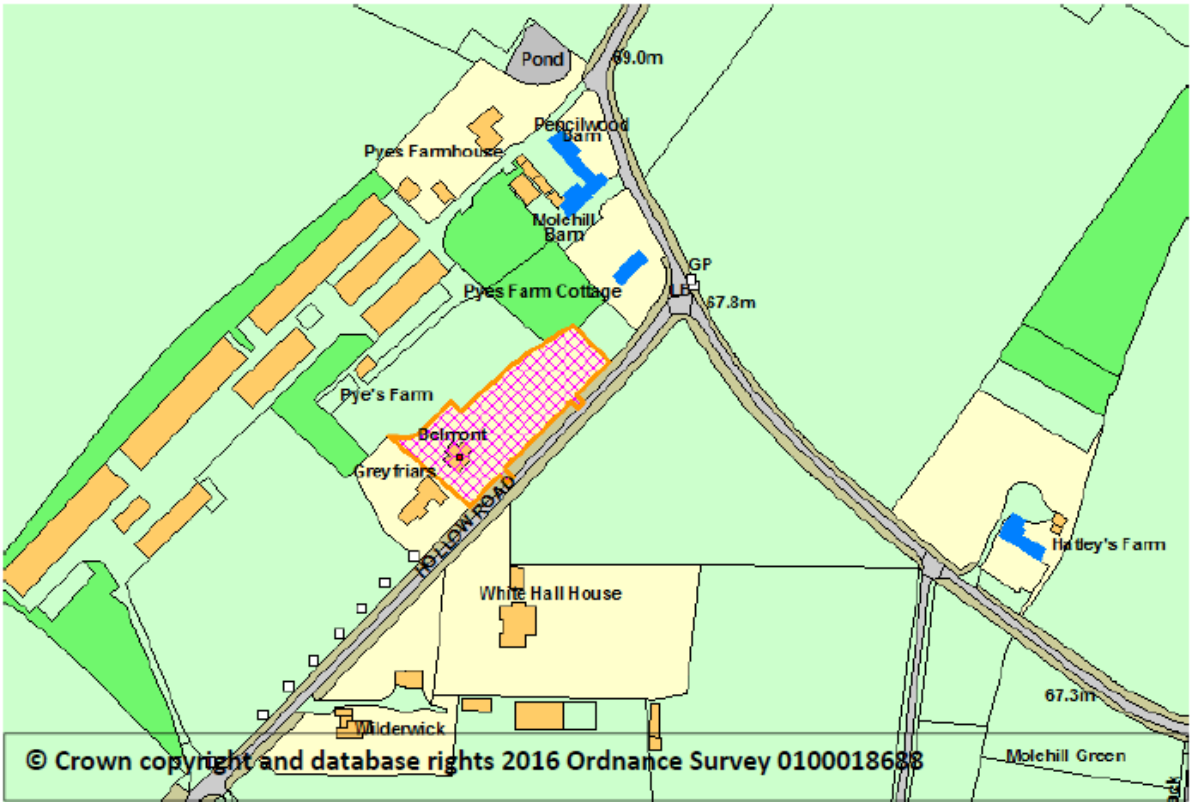 Pond
69.0m
Pencilwood
Barn
Pyes Farmhouse
Molehill
Barn
GP
Pyes Farm Cottage
LB
67.8m
Pye's Farm
Belmont
Greyfriars
HOLLOW ROAD
Hatley's Farm
White Hall House
67.3m
Wilderwick
Molehill Green
© Crown copyright and database rights 2016 Ordnance Survey 0100018688